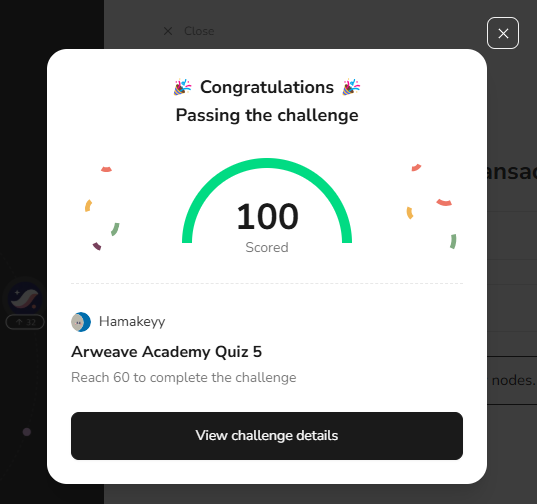 Close
🎉 Congratulations 🎉
Passing the challenge
ansac
100
Scored
32
Hamakeyy
Arweave Academy Quiz 5
Reach 60 to complete the challenge
nodes.
View challenge details